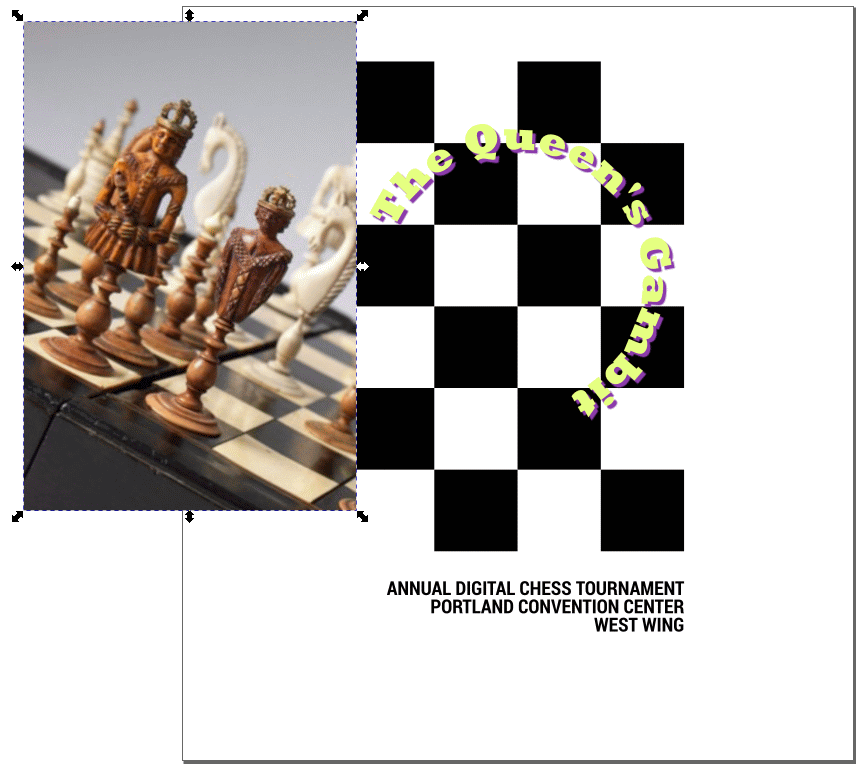 The Queen's Gambit
ANNUAL DIGITAL CHESS TOURNAMENT
PORTLAND CONVENTION CENTER
WEST WING